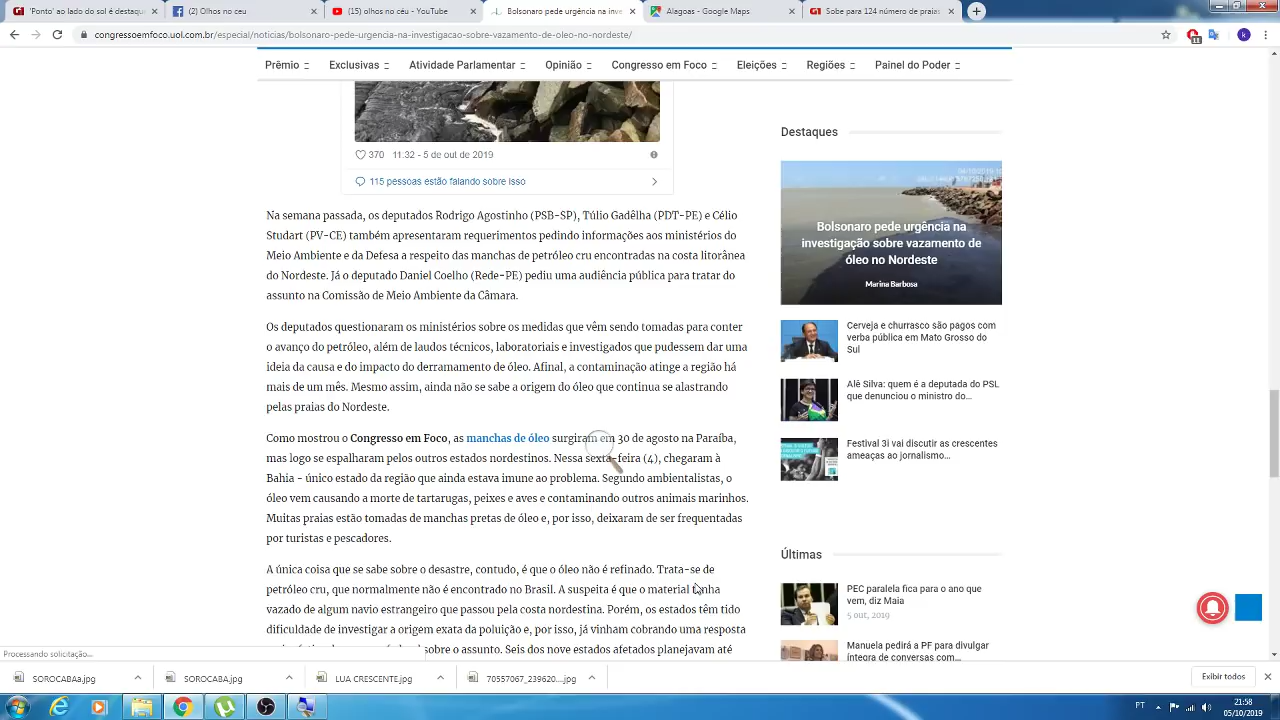 'Ponto' ao lado do Sol é visto e
(2) Olhos no ceu
(15) olhos no céu - YouTube
Bolsonaro pede urgência na inve
Alagoas - Google Maps
Sobe para 124 número de praias
congressoemfoco.uol.com.br/especial/noticias/bolsonaro-pede-urgencia-na-investigacao-sobre-vazamento-de-oleo-no-nordeste/
11
k
Prêmio Exclusivas Atividade Parlamentar Opinião Congresso em Foco Eleições Regiões Painel do Poder
370 11:32 - 5 de out de 2019
115 pessoas estão falando sobre isso
Na semana passada, os deputados Rodrigo Agostinho (PSB-SP), Túlio Gadêlha (PDT-PE) e Célio
Studart (PV-CE) também apresentaram requerimentos pedindo informações aos ministérios do
Meio Ambiente e da Defesa a respeito das manchas de petróleo cru encontradas na costa litorânea
do Nordeste. Já o deputado Daniel Coelho (Rede-PE) pediu uma audiência pública para tratar do
assunto na Comissão de Meio Ambiente da Câmara.
Os deputados questionaram os ministérios sobre os medidas que vêm sendo tomadas para conter
o avanço do petróleo, além de laudos técnicos, laboratoriais e investigados que pudessem dar uma
ideia da causa e do impacto do derramamento de óleo. Afinal, a contaminação atinge a região há
mais de um mês. Mesmo assim, ainda não se sabe a origem do óleo que continua se alastrando
pelas praias do Nordeste.
Como mostrou o Congresso em Foco, as manchas de óleo surgiram em 30 de agosto na Paraíba,
mas logo se espalharam pelos outros estados nordestinos. Nessa sexta-feira (4), chegaram à
Bahia - único estado da região que ainda estava imune ao problema. Segundo ambientalistas, o
óleo vem causando a morte de tartarugas, peixes e aves e contaminando outros animais marinhos.
Muitas praias estão tomadas de manchas pretas de óleo e, por isso, deixaram de ser frequentadas
por turistas e pescadores.
A única coisa que se sabe sobre o desastre, contudo, é que o óleo não é refinado. Trata-se de
petróleo cru, que normalmente não é encontrado no Brasil. A suspeita é que o material tenha
vazado de algum navio estrangeiro que passou pela costa nordestina. Porém, os estados têm tido
dificuldade de investigar a origem exata da poluição e, por isso, já vinham cobrando uma resposta
sobre o assunto. Seis dos nove estados afetados planejavam até
Destaques
04/10/2019
Bolsonaro pede urgência na
investigação sobre vazamento de
óleo no Nordeste
Marina Barbosa
Cerveja e churrasco são pagos com
verba pública em Mato Grosso do
Sul
Alê Silva: quem é a deputada do PSL
que denunciou o ministro do...
Festival 3i vai discutir as crescentes
ameaças ao jornalismo...
Últimas
PEC paralela fica para o ano que
vem, diz Maia
5 out, 2019
Manuela pedirá a PF para divulgar
íntegra de conversas com...
Processando solicitação...
SOROCABAAa.jpg
SOROCABA.jpg
LUA CRESCENTE.jpg
70557067_239620....jpg
Exibir todos
PT
21:58
05/10/2019